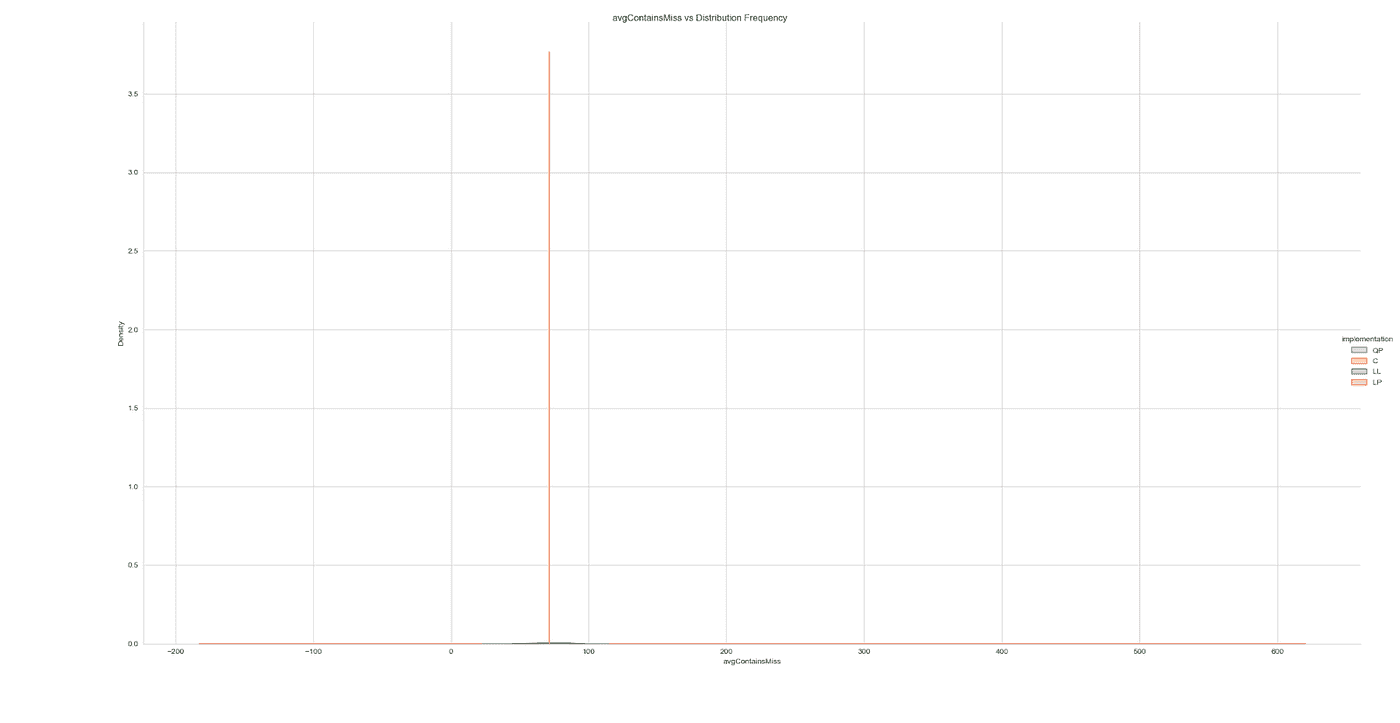 avgContainsMiss vs Distribution Frequency
3.5
3.0
2.5
2.0
1.5
1.0
0.5
0.0
Density
−200 −100 0 100 200 300 400 500 600
avgContainsMiss
implementation
QP
C
LL
LP